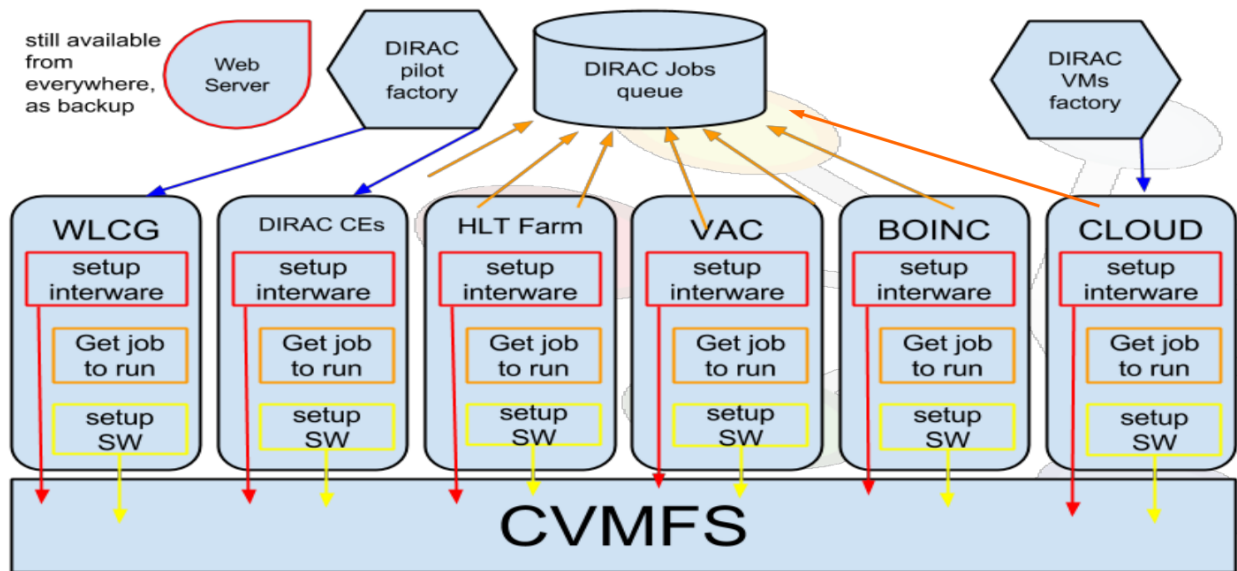 still available
from
everywhere,
as backup
Web
Server
DIRAC
pilot
factory
DIRAC Jobs
queue
DIRAC
VMs
factory
WLCG
setup
interware
Get job
to run
setup
SW
DIRAC CEs
setup
interware
Get job
to run
setup
SW
HLT Farm
setup
interware
Get job
to run
setup
SW
VAC
setup
interware
Get job
to run
setup
SW
BOINC
setup
interware
Get job
to run
setup
SW
CLOUD
setup
interware
Get job
to run
setup
SW
CVMFS